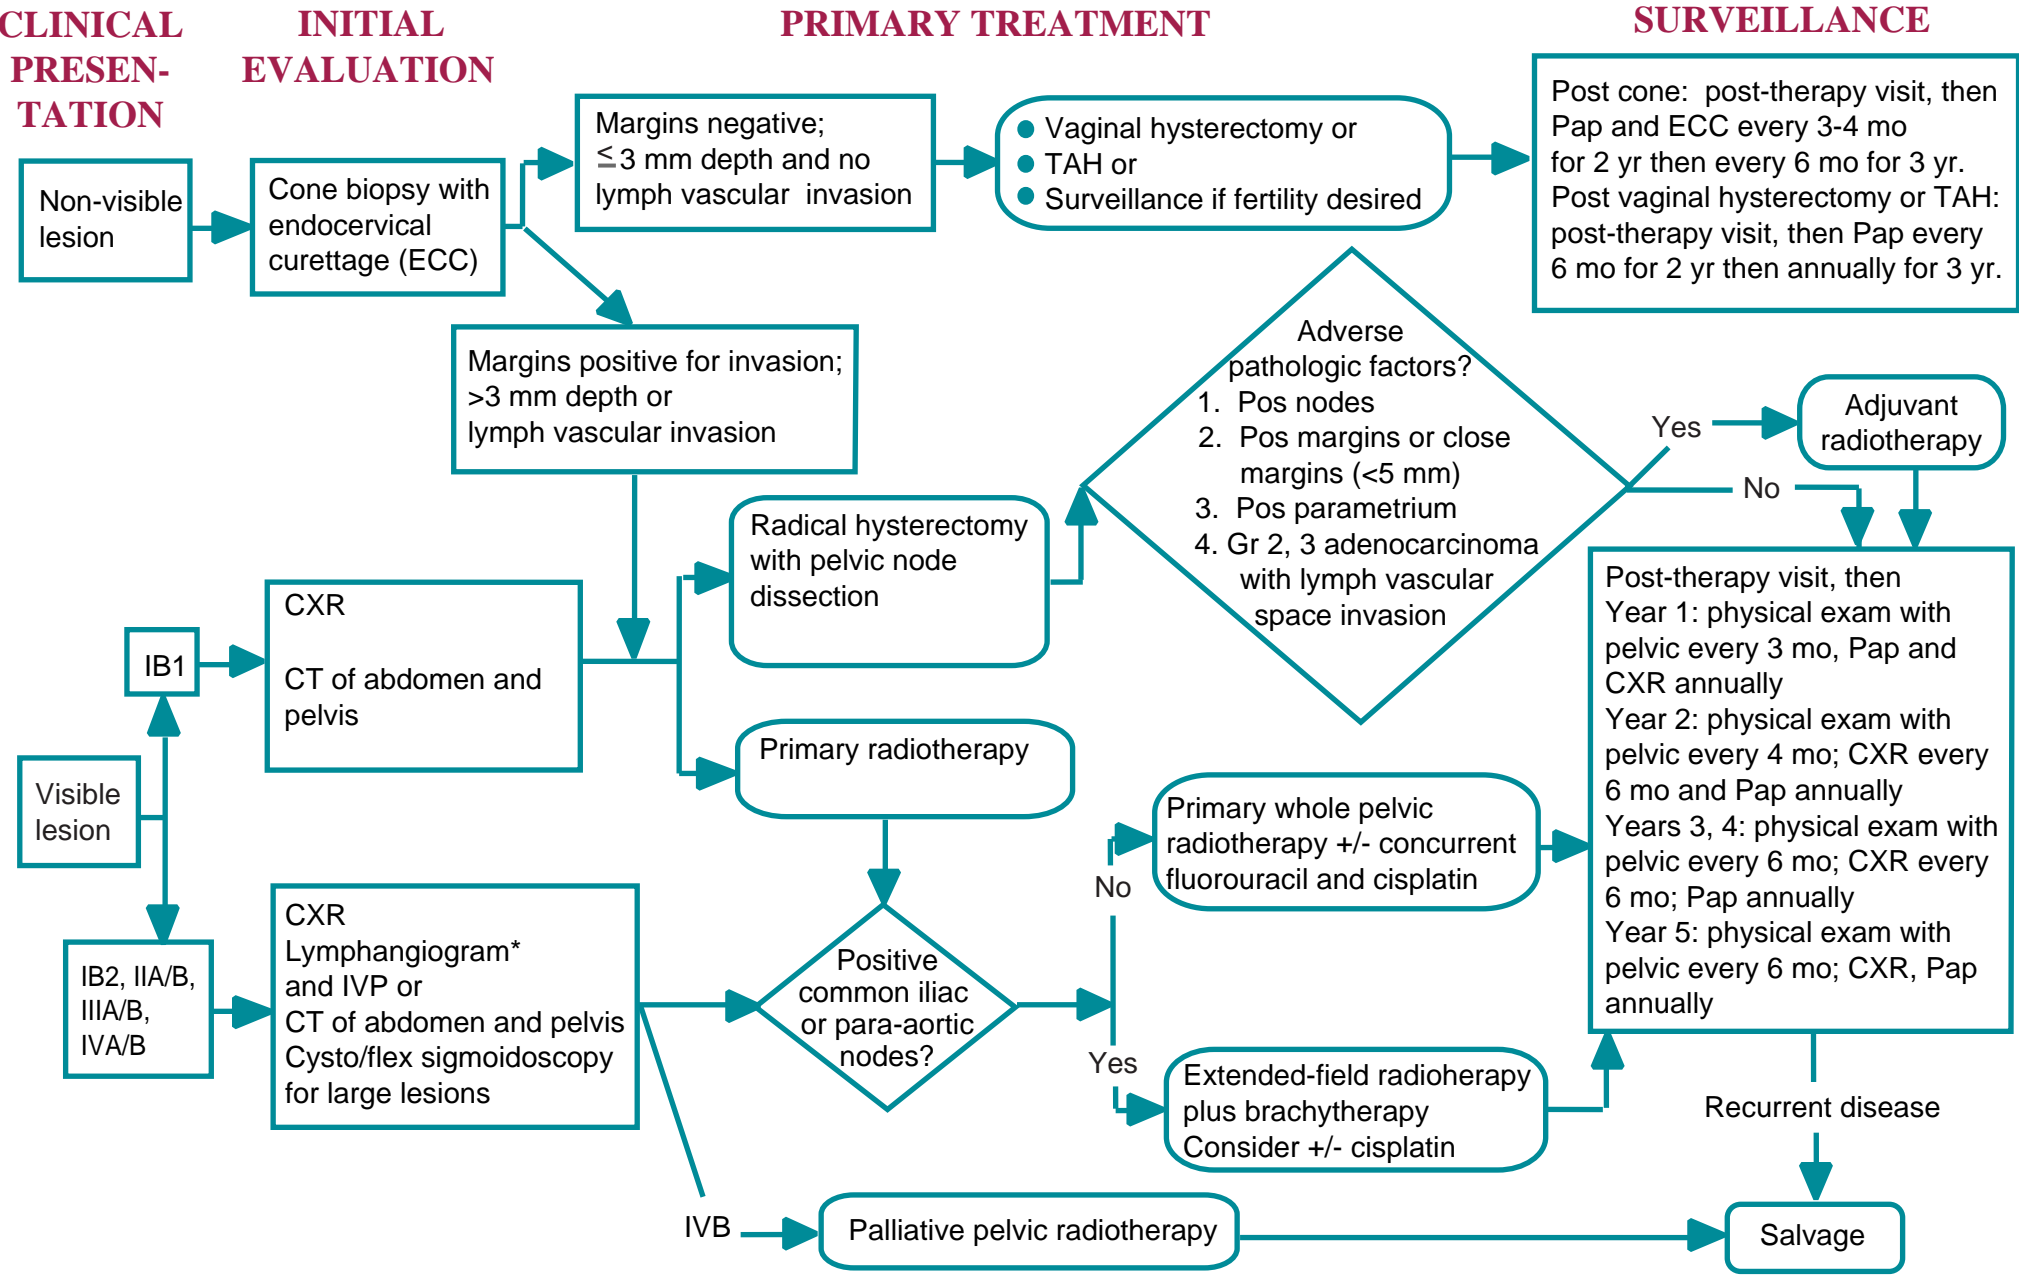 CLINICAL
PRESEN-
TATION
INITIAL
EVALUATION
PRIMARY TREATMENT
SURVEILLANCE
Non-visible
lesion
Cone biopsy with
endocervical
curettage (ECC)
Margins negative;
≤ 3 mm depth and no
lymph vascular invasion
● Vaginal hysterectomy or
● TAH or
● Surveillance if fertility desired
Post cone: post-therapy visit, then
Pap and ECC every 3-4 mo
for 2 yr then every 6 mo for 3 yr.
Post vaginal hysterectomy or TAH:
post-therapy visit, then Pap every
6 mo for 2 yr then annually for 3 yr.
Margins positive for invasion;
>3 mm depth or
lymph vascular invasion
Adverse
pathologic factors?
1. Pos nodes
2. Pos margins or close
margins (<5 mm)
3. Pos parametrium
4. Gr 2, 3 adenocarcinoma
with lymph vascular
space invasion
Yes
Adjuvant
radiotherapy
No
Radical hysterectomy
with pelvic node
dissection
IB1
CXR
CT of abdomen and
pelvis
Primary radiotherapy
Visible
lesion
Post-therapy visit, then
Year 1: physical exam with
pelvic every 3 mo, Pap and
CXR annually
Year 2: physical exam with
pelvic every 4 mo; CXR every
6 mo and Pap annually
Years 3, 4: physical exam with
pelvic every 6 mo; CXR every
6 mo; Pap annually
Year 5: physical exam with
pelvic every 6 mo; CXR, Pap
annually
Primary whole pelvic
radiotherapy +/- concurrent
fluorouracil and cisplatin
No
IB2, IIA/B,
IIIA/B,
IVA/B
CXR
Lymphangiogram*
and IVP or
CT of abdomen and pelvis
Cysto/flex sigmoidoscopy
for large lesions
Positive
common iliac
or para-aortic
nodes?
Yes
Extended-field radioherapy
plus brachytherapy
Consider +/- cisplatin
Recurrent disease
IVB
Palliative pelvic radiotherapy
Salvage